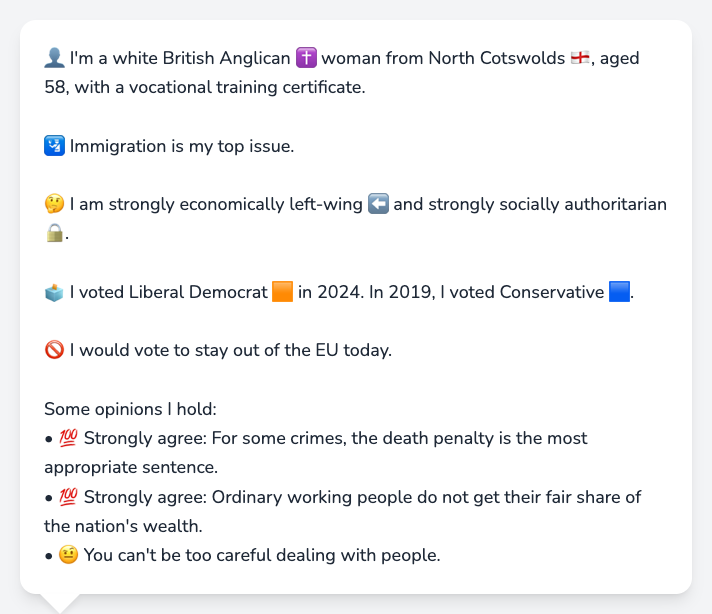 👤 I'm a white British Anglican ✝️ woman from North Cotswolds 🏴󠁧󠁢󠁥󠁮󠁧󠁿, aged
58, with a vocational training certificate.
🛂 Immigration is my top issue.
🤔 I am strongly economically left-wing ⬅️ and strongly socially authoritarian
🔒.
🗳️ I voted Liberal Democrat 🟧 in 2024. In 2019, I voted Conservative 🟦.
🚫 I would vote to stay out of the EU today.
Some opinions I hold:
• 💯 Strongly agree: For some crimes, the death penalty is the most
appropriate sentence.
• 💯 Strongly agree: Ordinary working people do not get their fair share of
the nation's wealth.
• 🤨 You can't be too careful dealing with people.